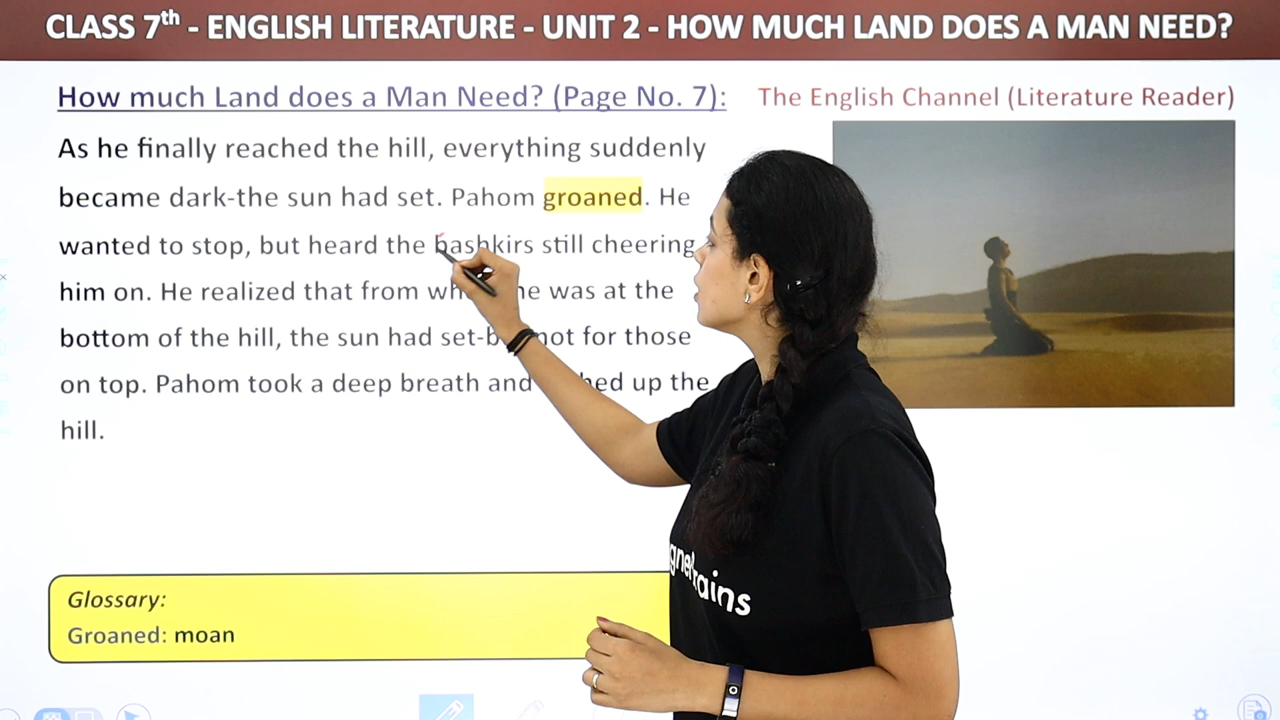 CLASS 7th - ENGLISH LITERATURE - UNIT 2 - HOW MUCH LAND DOES A MAN NEED?
How much Land does a Man Need? (Page No. 7): The English Channel (Literature Reader)
As he finally reached the hill, everything suddenly
became dark-the sun had set. Pahom groaned. He
wanted to stop, but heard the bashkirs still cheering
him on. He realized that from he was at the
bottom of the hill, the sun had set- not for those
on top. Pahom took a deep breath and up the
hill.
Glossary:
Groaned: moan